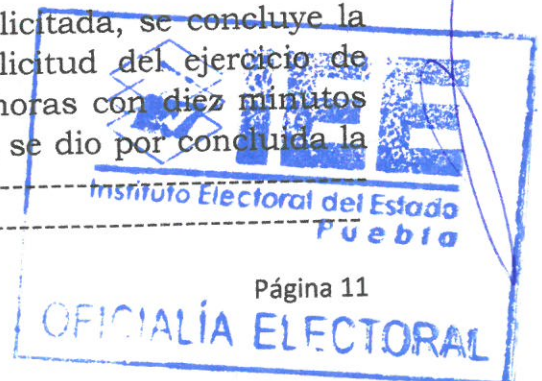 licitada, se concluye la
licitud del ejercicio de
horas con diez minutos
se dio por concluida la
IEE
Instituto Electoral del Estado
Puebla
Página 11
OFICIALÍA ELECTORAL